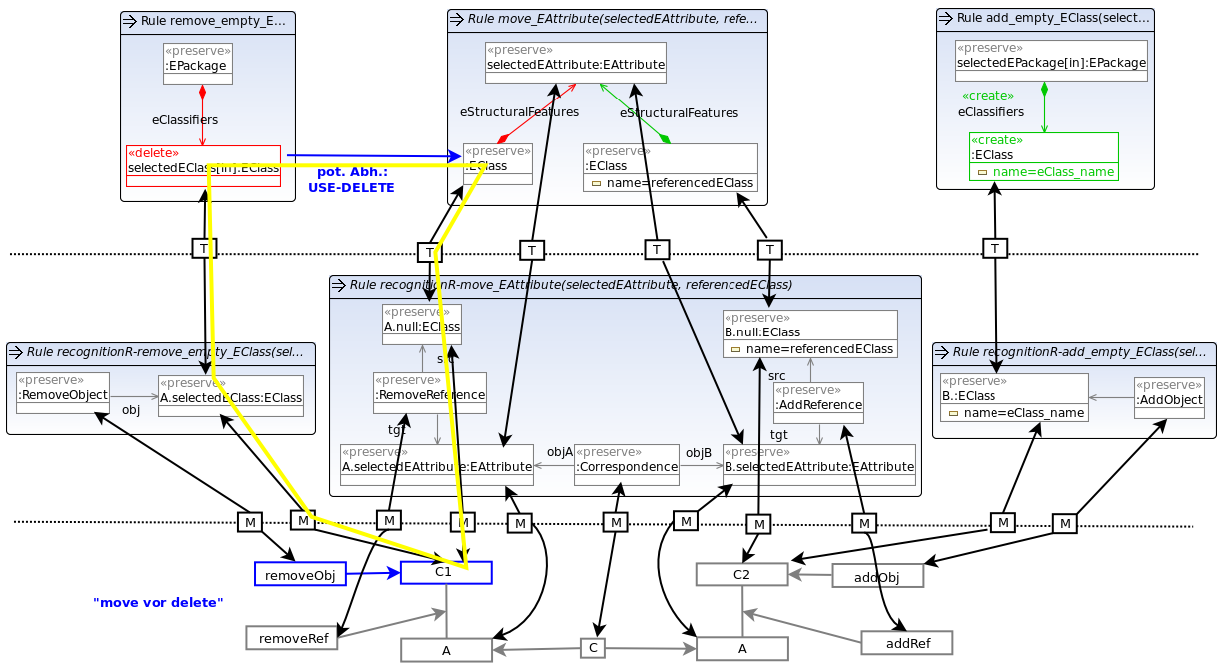 Rule remove_empty_E...
«preserve»
:EPackage
eClassifiers
«delete»
selectedEClass[in]:EClass
Rule move_EAttribute(selectedEAttribute, refe...
«preserve»
selectedEAttribute:EAttribute
eStructuralFeatures
eStructuralFeatures
«preserve»
:EClass
«preserve»
:EClass
name=referencedEClass
Rule add_empty_EClass(select...
«preserve»
selectedEPackage[in]:EPackage
«create»
eClassifiers
«create»
:EClass
name=eClass_name
pot. Abh.:
USE-DELETE
T
T
T
T
T
T
Rule recognitionR-move_EAttribute(selectedEAttribute, referencedEClass)
«preserve»
A.null:EClass
src
«preserve»
:RemoveReference
tgt
«preserve»
A.selectedEAttribute:EAttribute
objA
«preserve»
:Correspondence
objB
«preserve»
B.null:EClass
name=referencedEClass
src
«preserve»
:AddReference
tgt
«preserve»
B.selectedEAttribute:EAttribute
Rule recognitionR-remove_empty_EClass(sel...
«preserve»
:RemoveObject
obj
«preserve»
A.selectedEClass:EClass
Rule recognitionR-add_empty_EClass(sel...
«preserve»
B.:EClass
name=eClass_name
«preserve»
:AddObject
M
M
M
M
M
M
M
M
M
M
M
removeObj
C1
C2
addObj
"move vor delete"
removeRef
A
C
A
addRef